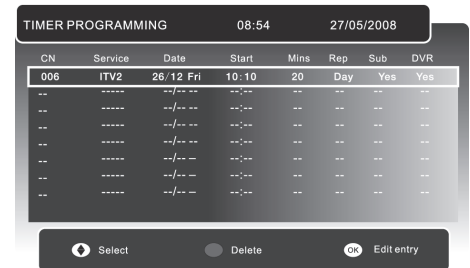 TIMER PROGRAMMING 08:54 27/05/2008
CN Service Date Start Mins Rep Sub DVR
006 ITV2 26/12 Fri 10:10 20 Day Yes Yes
-- ----- --/-- -- --:-- -- -- -- --
-- ----- --/-- -- --:-- -- -- -- --
-- ----- --/-- -- --:-- -- -- -- --
-- ----- --/-- -- --:-- -- -- -- --
-- ----- --/-- – --:-- -- -- -- --
-- ----- --/-- – --:-- -- -- -- --
-- ----- --/-- – --:-- -- -- -- --
Select Delete OK Edit entry